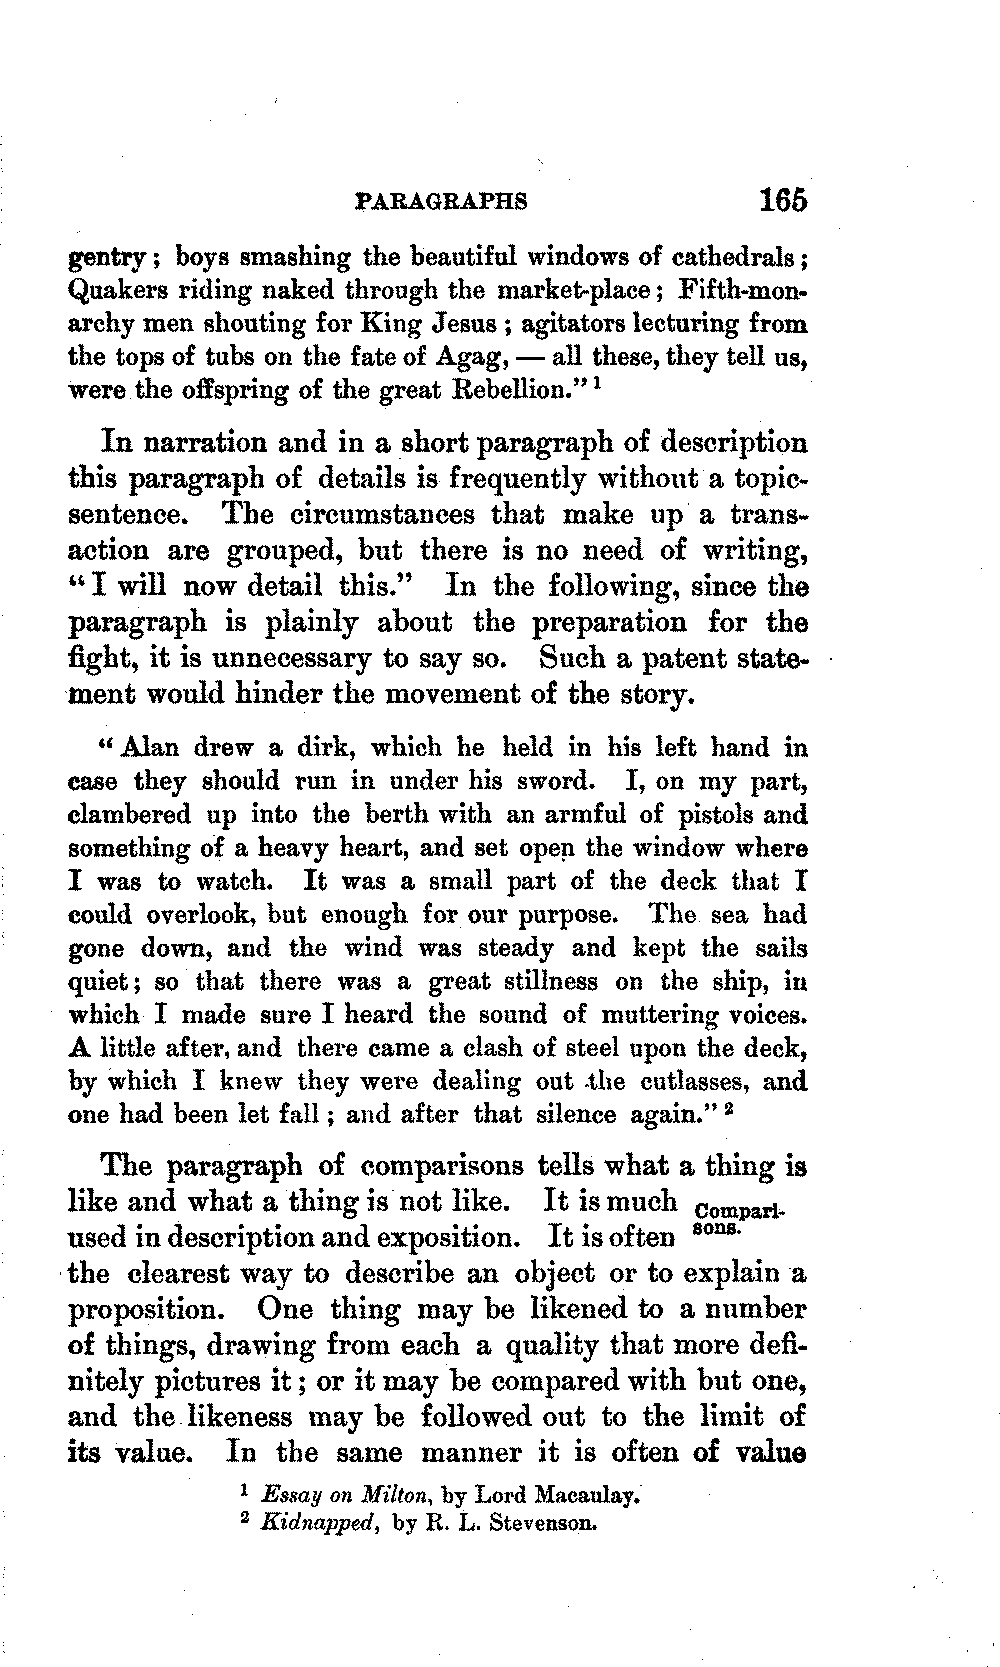 PARAGRAPHS 165
gentry; boys smashing the beautiful windows of cathedrals;
Quakers riding naked through the market-place; Fifth-mon-
archy men shouting for King Jesus; agitators lecturing from
the tops of tubs on the fate of Agag, — all these, they tell us,
were the offspring of the great Rebellion." 1
In narration and in a short paragraph of description
this paragraph of details is frequently without a topic-
sentence. The circumstances that make up a trans-
action are grouped, but there is no need of writing,
"I will now detail this." In the following, since the
paragraph is plainly about the preparation for the
fight, it is unnecessary to say so. Such a patent state-
ment would hinder the movement of the story.
"Alan drew a dirk, which he held in his left hand in
case they should run in under his sword. I, on my part,
clambered up into the berth with an armful of pistols and
something of a heavy heart, and set open the window where
I was to watch. It was a small part of the deck that I
could overlook, but enough for our purpose. The sea had
gone down, and the wind was steady and kept the sails
quiet; so that there was a great stillness on the ship, in
which I made sure I heard the sound of muttering voices.
A little after, and there came a clash of steel upon the deck,
by which I knew they were dealing out the cutlasses, and
one had been let fall; and after that silence again." 2
The paragraph of comparisons tells what a thing is
like and what a thing is not like. It is much
Compari-
sons.
used in description and exposition. It is often
the clearest way to describe an object or to explain a
proposition. One thing may be likened to a number
of things, drawing from each a quality that more defi-
nitely pictures it; or it may be compared with but one,
and the likeness may be followed out to the limit of
its value. In the same manner it is often of value
1 Essay on Milton, by Lord Macaulay.
2 Kidnapped, by R. L. Stevenson.